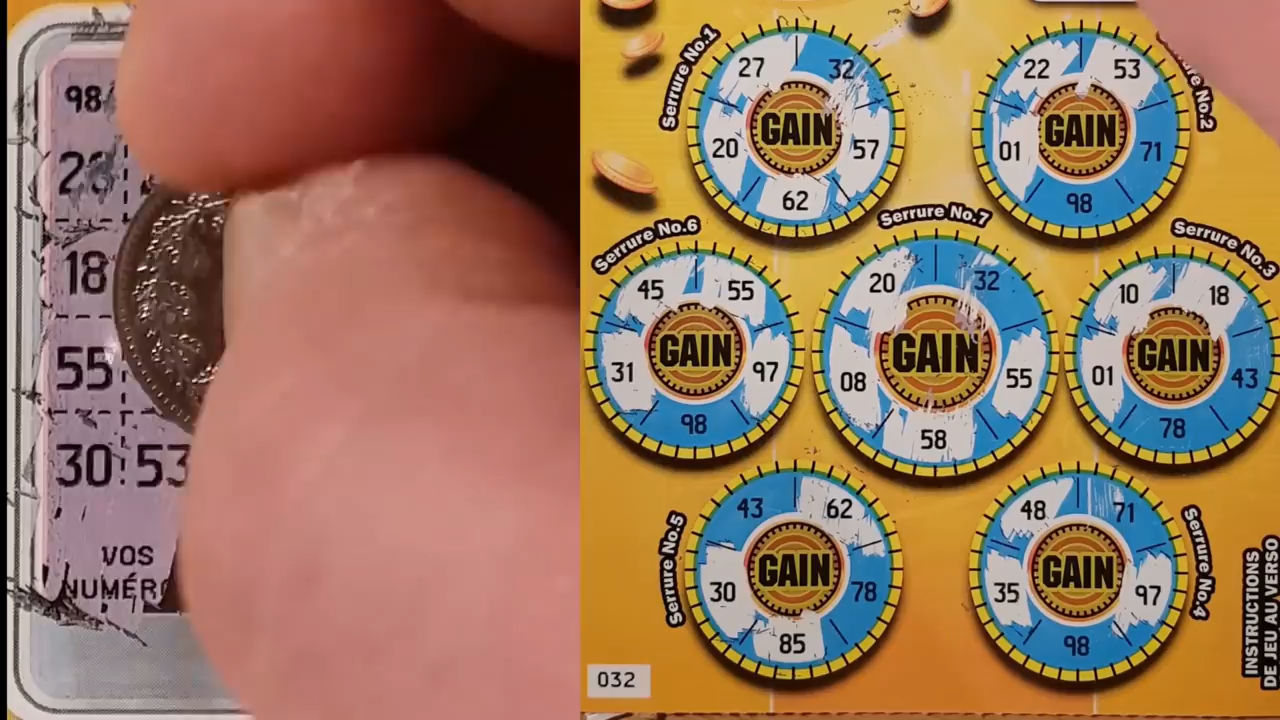 98
18
55
30 53
VOS
Serrure No.1
27 32
20 GAIN 57
62
Serrure No.2
22 53
01 GAIN 71
98
Serrure No.6
45 55
31 GAIN 97
98
Serrure No.7
20 32
08 GAIN 55
58
Serrure No.3
10 18
01 GAIN 43
78
Serrure No.5
43 62
30 GAIN 78
85
Serrure No.4
48 71
35 GAIN 97
98
032
INSTRUCTIONS
DE JEU AU VERSO